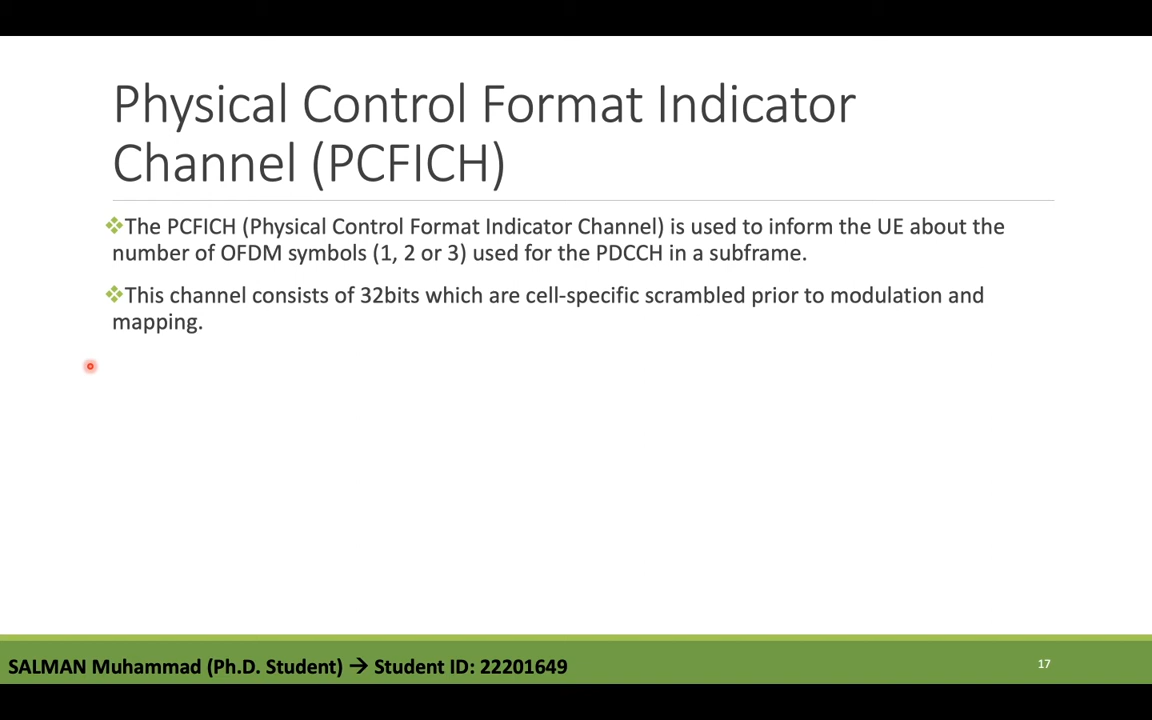 Physical Control Format Indicator
Channel (PCFICH)
❖The PCFICH (Physical Control Format Indicator Channel) is used to inform the UE about the
number of OFDM symbols (1, 2 or 3) used for the PDCCH in a subframe.
❖This channel consists of 32bits which are cell-specific scrambled prior to modulation and
mapping.
SALMAN Muhammad (Ph.D. Student) → Student ID: 22201649
17